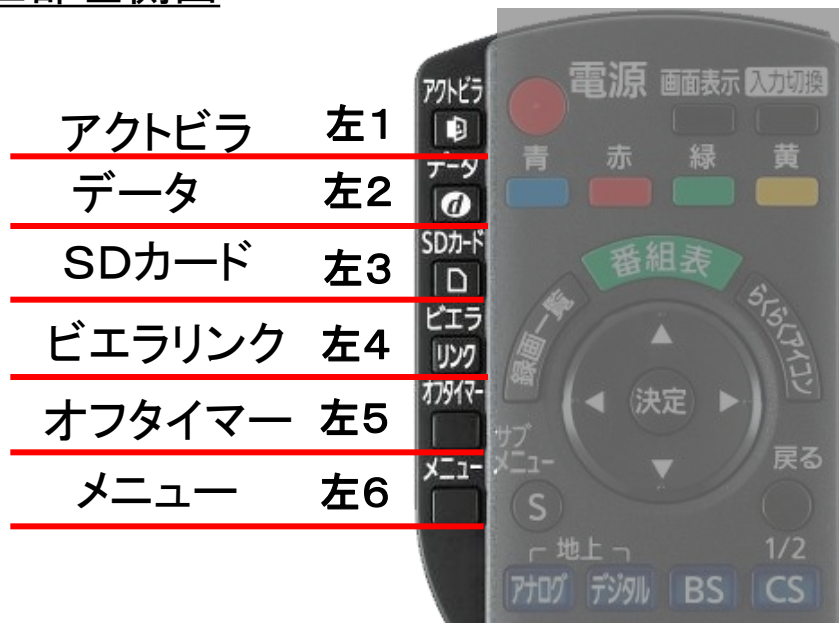 アクトビラ 左1
データ 左2
SDカード 左3
ビエラリンク 左4
オフタイマー 左5
メニュー 左6
アクトビラ
データ
d
SDカード
ビエラ
リンク
オフタイマー
メニュー
電源 画面表示 入力切換
青 赤 緑 黄
番組表
録画一覧
らくらくアイコン
決定
サブ
メニュー
戻る
S
地上 1/2
アナログ デジタル BS CS